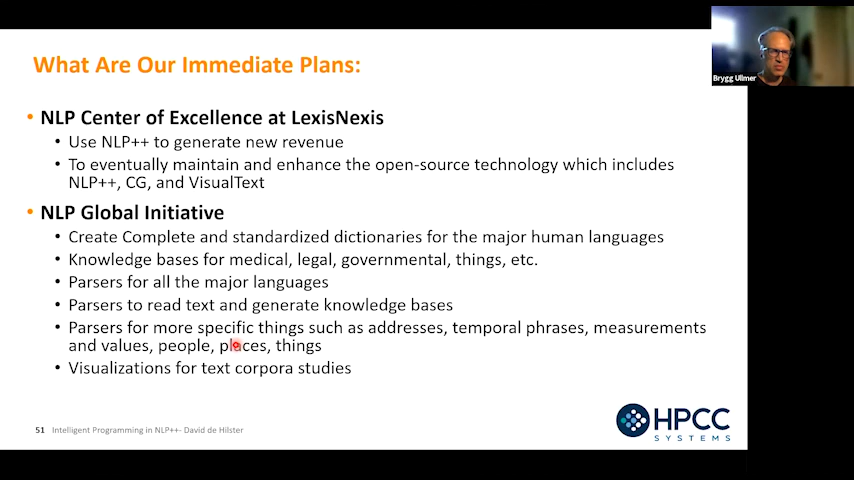 What Are Our Immediate Plans:
Brygg Ullmer
• NLP Center of Excellence at LexisNexis
• Use NLP++ to generate new revenue
• To eventually maintain and enhance the open-source technology which includes
NLP++, CG, and VisualText
• NLP Global Initiative
• Create Complete and standardized dictionaries for the major human languages
• Knowledge bases for medical, legal, governmental, things, etc.
• Parsers for all the major languages
• Parsers to read text and generate knowledge bases
• Parsers for more specific things such as addresses, temporal phrases, measurements
and values, people, places, things
• Visualizations for text corpora studies
51 Intelligent Programming in NLP++- David de Hilster
HPCC
SYSTEMS